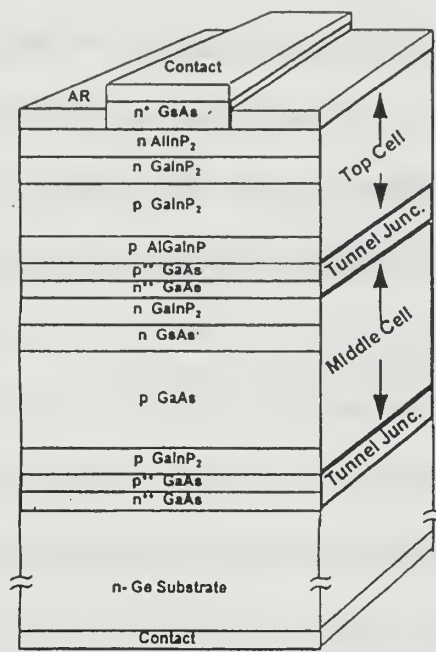 Contact
AR
n⁺ GaAs
n AlInP₂
n GaInP₂
p GaInP₂
p AlGaInP
p⁺⁺ GaAs
n⁺⁺ GaAs
n GaInP₂
n GaAs
p GaAs
p GaInP₂
p⁺⁺ GaAs
n⁺⁺ GaAs
n- Ge Substrate
Contact
Top Cell
Tunnel Junc.
Middle Cell
Tunnel Junc.